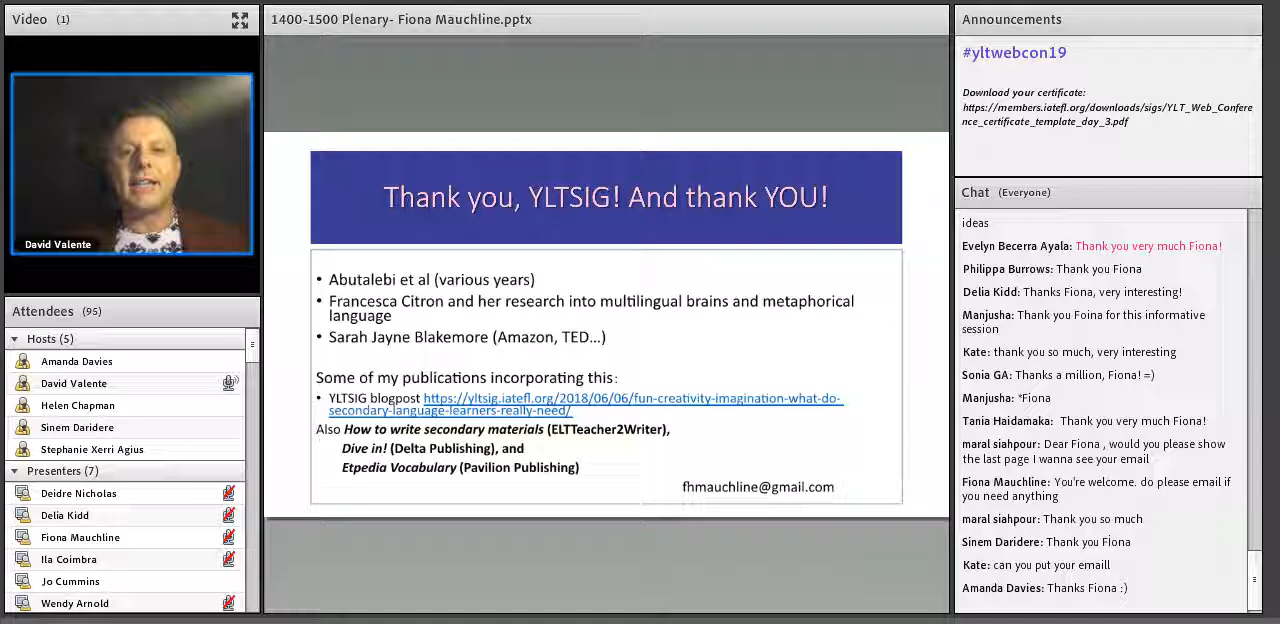 Video (1)
David Valente
Attendees (95)
Hosts (5)
Amanda Davies
David Valente
Helen Chapman
Sinem Daridere
Stephanie Xerri Agius
Presenters (7)
Deidre Nicholas
Delia Kidd
Fiona Mauchline
Ila Coimbra
Jo Cummins
Wendy Arnold
1400-1500 Plenary- Fiona Mauchline.pptx
Thank you, YLTSIG! And thank YOU!
• Abutalebi et al (various years)
• Francesca Citron and her research into multilingual brains and metaphorical
language
• Sarah Jayne Blakemore (Amazon, TED...)
Some of my publications incorporating this:
• YLTSIG blogpost https://yltsig.iatefl.org/2018/06/06/fun-creativity-imagination-what-do-
secondary-language-learners-really-need/
Also How to write secondary materials (ELTTeacher2Writer),
Dive in! (Delta Publishing), and
Etpedia Vocabulary (Pavilion Publishing)
fhmauchline@gmail.com
Announcements
#yltwebcon19
Download your certificate:
https://members.iatefl.org/downloads/sigs/YLT_Web_Confere
nce_certificate_template_day_3.pdf
Chat (Everyone)
ideas
Evelyn Becerra Ayala: Thank you very much Fiona!
Philippa Burrows: Thank you Fiona
Delia Kidd: Thanks Fiona, very interesting!
Manjusha: Thank you Foina for this informative
session
Kate: thank you so much, very interesting
Sonia GA: Thanks a million, Fiona! =)
Manjusha: *Fiona
Tania Haidamaka: Thank you very much Fiona!
maral siahpour: Dear Fiona , would you please show
the last page I wanna see your email
Fiona Mauchline: You're welcome. do please email if
you need anything
maral siahpour: Thank you so much
Sinem Daridere: Thank you Fİona
Kate: can you put your emaill
Amanda Davies: Thanks Fiona :)